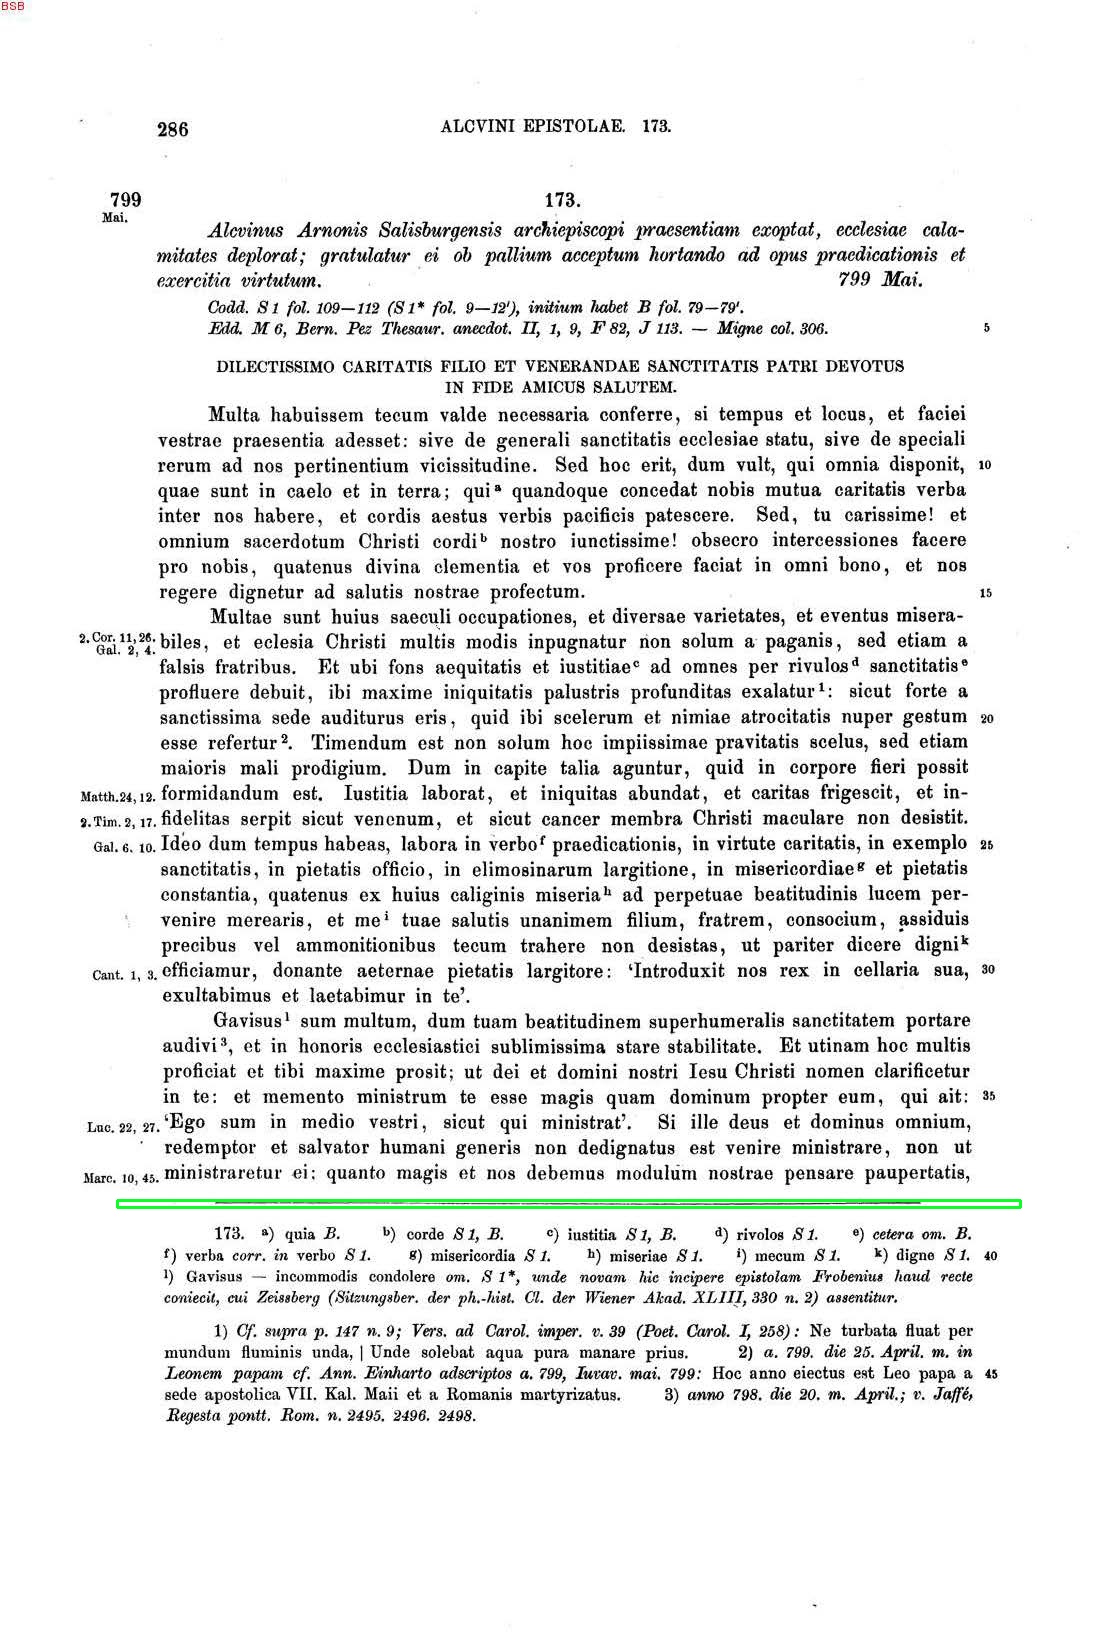 BSB
286 ALCVINI EPISTOLAE. 173.
799 173.
Mai.
Alcvinus Arnonis Salisburgensis archiepiscopi praesentiam exoptat, ecclesiae cala-
mitates deplorat; gratulatur ei ob pallium acceptum hortando ad opus praedicationis et
exercitia virtutum. 799 Mai.
Codd. S 1 fol. 109—112 (S 1* fol. 9—12'), initium habet B fol. 79—79'.
Edd. M 6, Bern. Pez Thesaur. anecdot. II, 1, 9, F 82, J 113. — Migne col. 306. 5
DILECTISSIMO CARITATIS FILIO ET VENERANDAE SANCTITATIS PATRI DEVOTUS
IN FIDE AMICUS SALUTEM.
Multa habuissem tecum valde necessaria conferre, si tempus et locus, et faciei
vestrae praesentia adesset: sive de generali sanctitatis ecclesiae statu, sive de speciali
rerum ad nos pertinentium vicissitudine. Sed hoc erit, dum vult, qui omnia disponit, 10
quae sunt in caelo et in terra; qui ᵃ quandoque concedat nobis mutua caritatis verba
inter nos habere, et cordis aestus verbis pacificis patescere. Sed, tu carissime! et
omnium sacerdotum Christi cordi ᵇ nostro iunctissime! obsecro intercessiones facere
pro nobis, quatenus divina clementia et vos proficere faciat in omni bono, et nos
regere dignetur ad salutis nostrae profectum. 15
Multae sunt huius saeculi occupationes, et diversae varietates, et eventus misera-
2. Cor. 11, 26. Gal. 2, 4. biles, et eclesia Christi multis modis inpugnatur non solum a paganis, sed etiam a
falsis fratribus. Et ubi fons aequitatis et iustitiae ᶜ ad omnes per rivulos ᵈ sanctitatis ᵉ
profluere debuit, ibi maxime iniquitatis palustris profunditas exalatur ¹: sicut forte a
sanctissima sede auditurus eris, quid ibi scelerum et nimiae atrocitatis nuper gestum 20
esse refertur ². Timendum est non solum hoc impiissimae pravitatis scelus, sed etiam
maioris mali prodigium. Dum in capite talia aguntur, quid in corpore fieri possit
Matth. 24, 12. formidandum est. Iustitia laborat, et iniquitas abundat, et caritas frigescit, et in-
2. Tim. 2, 17. fidelitas serpit sicut venenum, et sicut cancer membra Christi maculare non desistit.
Gal. 6. 10. Ideo dum tempus habeas, labora in verbo ᶠ praedicationis, in virtute caritatis, in exemplo 25
sanctitatis, in pietatis officio, in elimosinarum largitione, in misericordiae ᵍ et pietatis
constantia, quatenus ex huius caliginis miseria ʰ ad perpetuae beatitudinis lucem per-
venire merearis, et me ⁱ tuae salutis unanimem filium, fratrem, consocium, assiduis
precibus vel ammonitionibus tecum trahere non desistas, ut pariter dicere digni ᵏ
Cant. 1, 3. efficiamur, donante aeternae pietatis largitore: ‘Introduxit nos rex in cellaria sua, 30
exultabimus et laetabimur in te’.
Gavisus ˡ sum multum, dum tuam beatitudinem superhumeralis sanctitatem portare
audivi ³, et in honoris ecclesiastici sublimissima stare stabilitate. Et utinam hoc multis
proficiat et tibi maxime prosit; ut dei et domini nostri Iesu Christi nomen clarificetur
in te: et memento ministrum te esse magis quam dominum propter eum, qui ait: 35
Luc. 22, 27. ‘Ego sum in medio vestri, sicut qui ministrat’. Si ille deus et dominus omnium,
redemptor et salvator humani generis non dedignatus est venire ministrare, non ut
Marc. 10, 45. ministraretur ei: quanto magis et nos debemus modulum nostrae pensare paupertatis,
173. a) quia B. b) corde S 1, B. c) iustitia S 1, B. d) rivolos S 1. e) cetera om. B.
f) verba corr. in verbo S 1. g) misericordia S 1. h) miseriae S 1. i) mecum S 1. k) digne S 1. 40
l) Gavisus — incommodis condolere om. S 1*, unde novam hic incipere epistolam Frobenius haud recte
coniecit, cui Zeissberg (Sitzungsber. der ph.-hist. Cl. der Wiener Akad. XLIII, 330 n. 2) assentitur.
1) Cf. supra p. 147 n. 9; Vers. ad Carol. imper. v. 39 (Poet. Carol. I, 258): Ne turbata fluat per
mundum fluminis unda, | Unde solebat aqua pura manare prius. 2) a. 799. die 25. April. m. in
Leonem papam cf. Ann. Einharto adscriptos a. 799, Iuvav. mai. 799: Hoc anno eiectus est Leo papa a 45
sede apostolica VII. Kal. Maii et a Romanis martyrizatus. 3) anno 798. die 20. m. April.; v. Jaffé,
Regesta pontt. Rom. n. 2495. 2496. 2498.